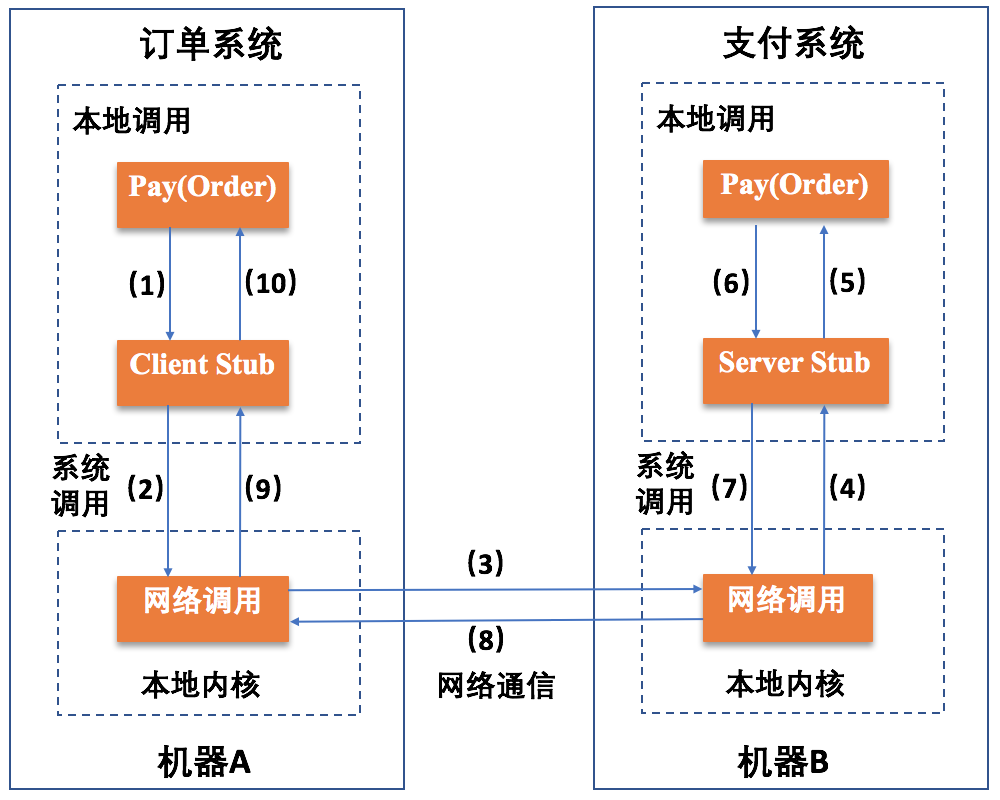 订单系统
本地调用
Pay(Order)
(1)
(10)
Client Stub
系统
调用
(2)
(9)
网络调用
本地内核
机器A
(3)
(8)
网络通信
支付系统
本地调用
Pay(Order)
(6)
(5)
Server Stub
系统
调用
(7)
(4)
网络调用
本地内核
机器B